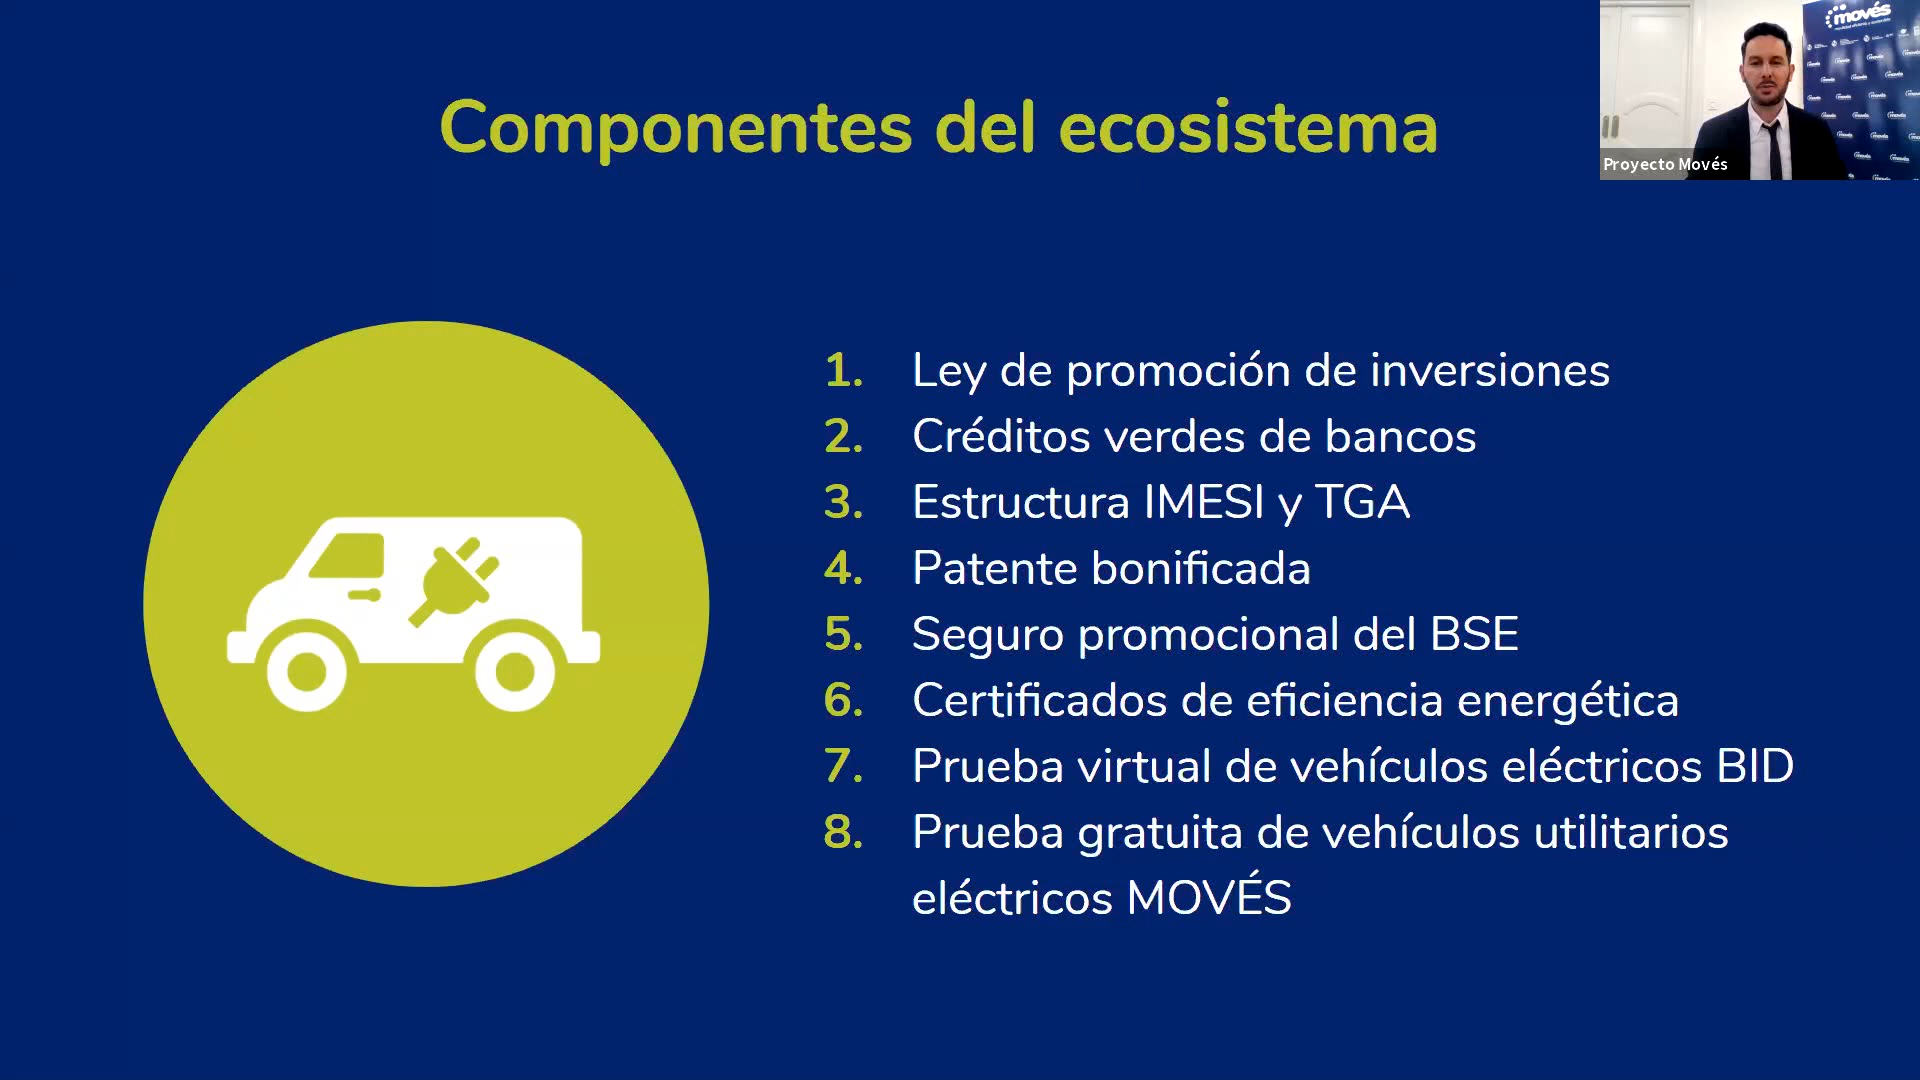 Componentes del ecosistema
movés
Proyecto Movés
1. Ley de promoción de inversiones
2. Créditos verdes de bancos
3. Estructura IMESI y TGA
4. Patente bonificada
5. Seguro promocional del BSE
6. Certificados de eficiencia energética
7. Prueba virtual de vehículos eléctricos BID
8. Prueba gratuita de vehículos utilitarios
eléctricos MOVÉS